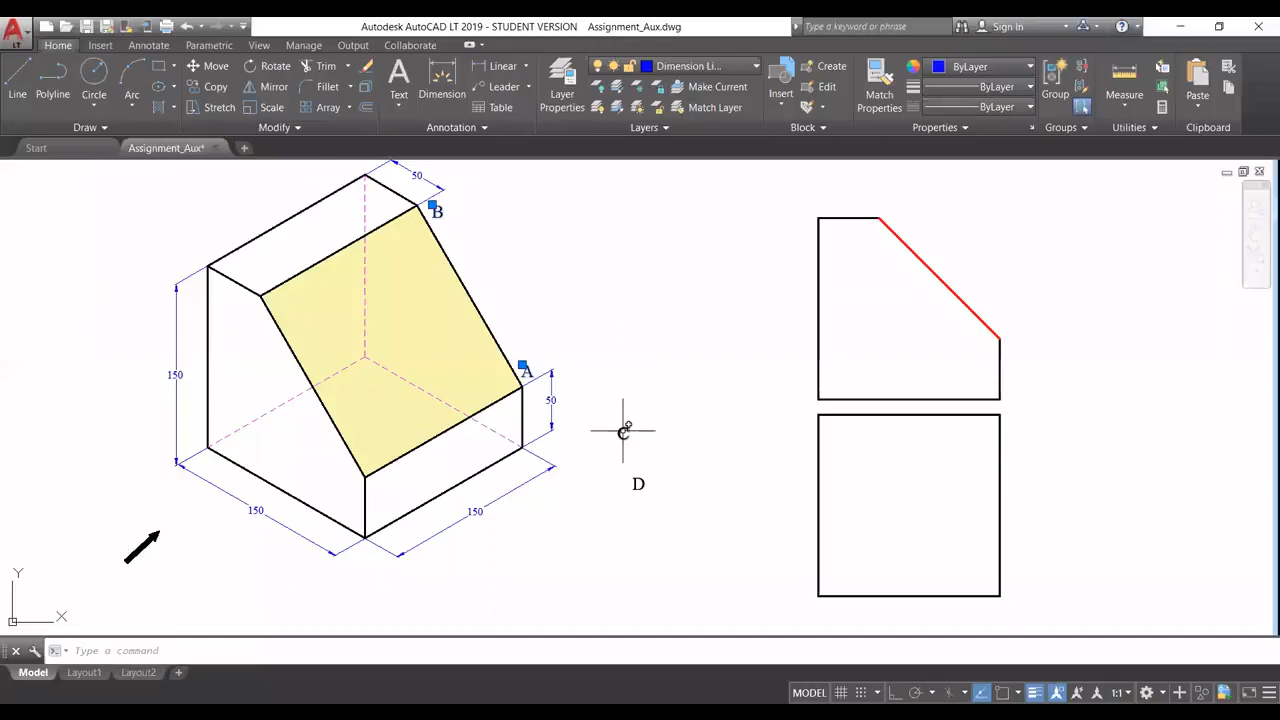 Autodesk AutoCAD LT 2019 - STUDENT VERSION Assignment_Aux.dwg
Type a keyword or phrase
Sign In
LT
Home Insert Annotate Parametric View Manage Output Collaborate
Line Polyline Circle Arc
Move Rotate Trim
Copy Mirror Fillet
Stretch Scale Array
Text Dimension
Linear
Leader
Table
Layer Properties
Dimension Li...
Make Current
Match Layer
Insert
Create
Edit
Match Properties
ByLayer
ByLayer
ByLayer
Group
Measure
Paste
Draw Modify Annotation Layers Block Properties Groups Utilities Clipboard
Start Assignment_Aux*
50
B
150
A
50
C
D
150
150
Y
X
Type a command
Model Layout1 Layout2
MODEL
1:1